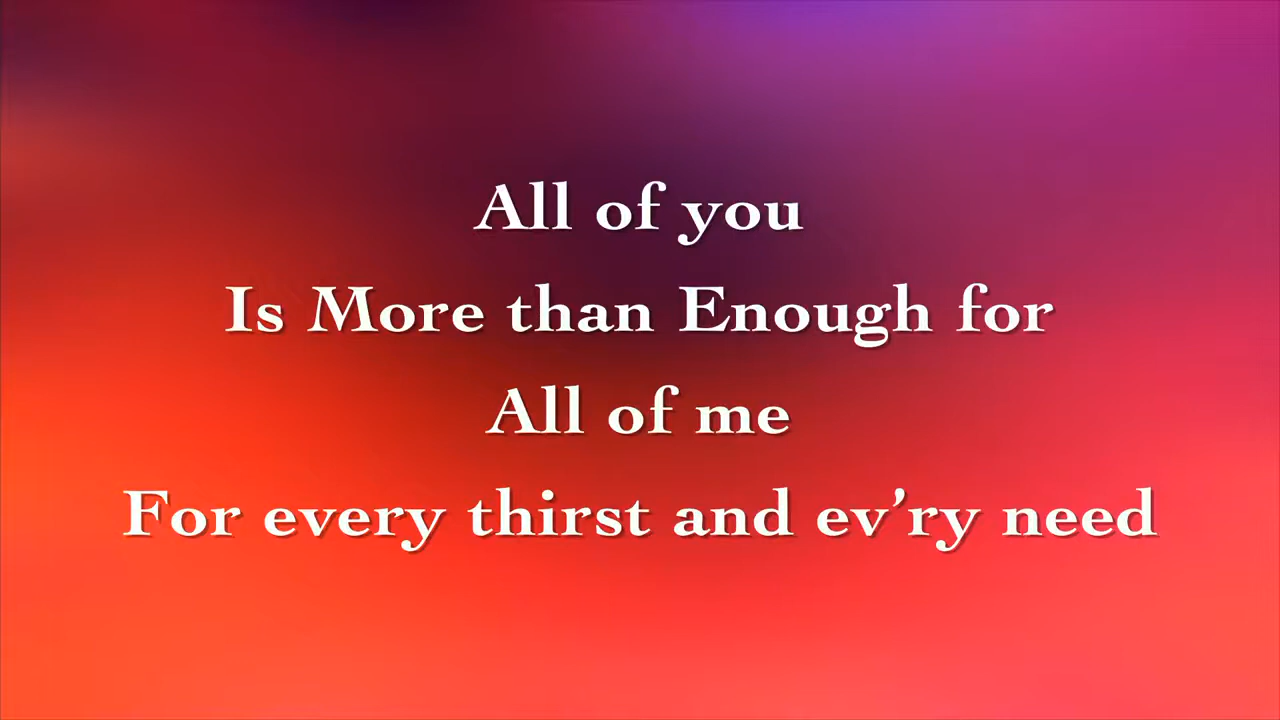 All of you
Is More than Enough for
All of me
For every thirst and ev’ry need